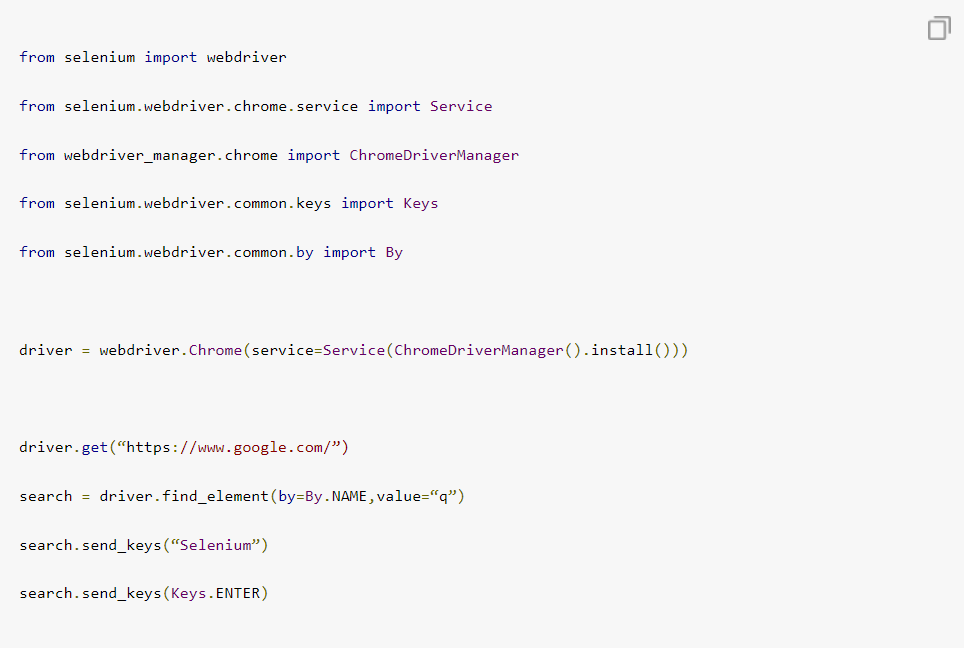 from selenium import webdriver
from selenium.webdriver.chrome.service import Service
from webdriver_manager.chrome import ChromeDriverManager
from selenium.webdriver.common.keys import Keys
from selenium.webdriver.common.by import By
driver = webdriver.Chrome(service=Service(ChromeDriverManager().install()))
driver.get(“https://www.google.com/”)
search = driver.find_element(by=By.NAME,value=“q”)
search.send_keys(“Selenium”)
search.send_keys(Keys.ENTER)